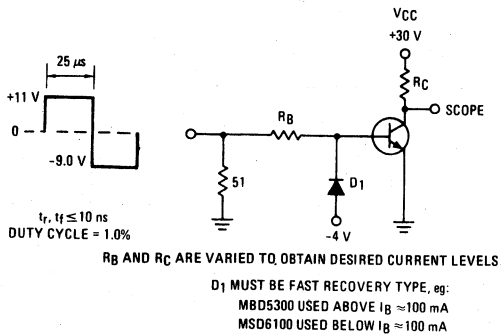 VCC
+30 V
25 µs
RC
+11 V
SCOPE
RB
0
-9.0 V
51
D1
-4 V
tr, tf ≤ 10 ns
DUTY CYCLE = 1.0%
RB AND RC ARE VARIED TO OBTAIN DESIRED CURRENT LEVELS
D1 MUST BE FAST RECOVERY TYPE, eg:
MBD5300 USED ABOVE IB ≈100 mA
MSD6100 USED BELOW IB ≈100 mA